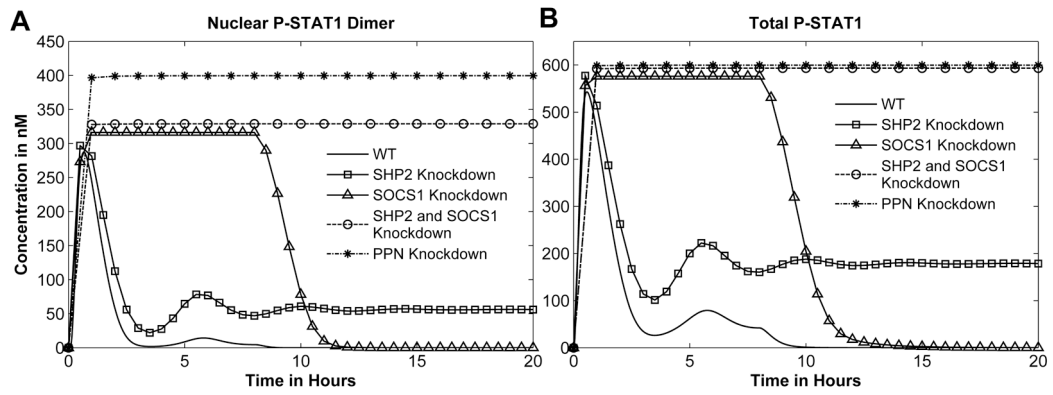 A
Nuclear P-STAT1 Dimer
450
400
350
300
250
200
150
100
50
0
Concentration in nM
WT
SHP2 Knockdown
SOCS1 Knockdown
SHP2 and SOCS1
Knockdown
PPN Knockdown
0 5 10 15 20
Time in Hours
B
Total P-STAT1
600
500
400
300
200
100
0
WT
SHP2 Knockdown
SOCS1 Knockdown
SHP2 and SOCS1
Knockdown
PPN Knockdown
0 5 10 15 20
Time in Hours